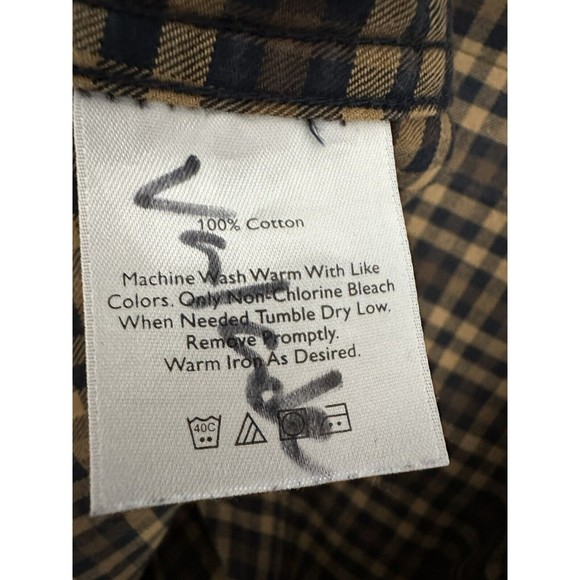 100% Cotton
Machine Wash Warm With Like
Colors. Only Non-Chlorine Bleach
When Needed Tumble Dry Low.
Remove Promptly.
Warm Iron As Desired.
40C